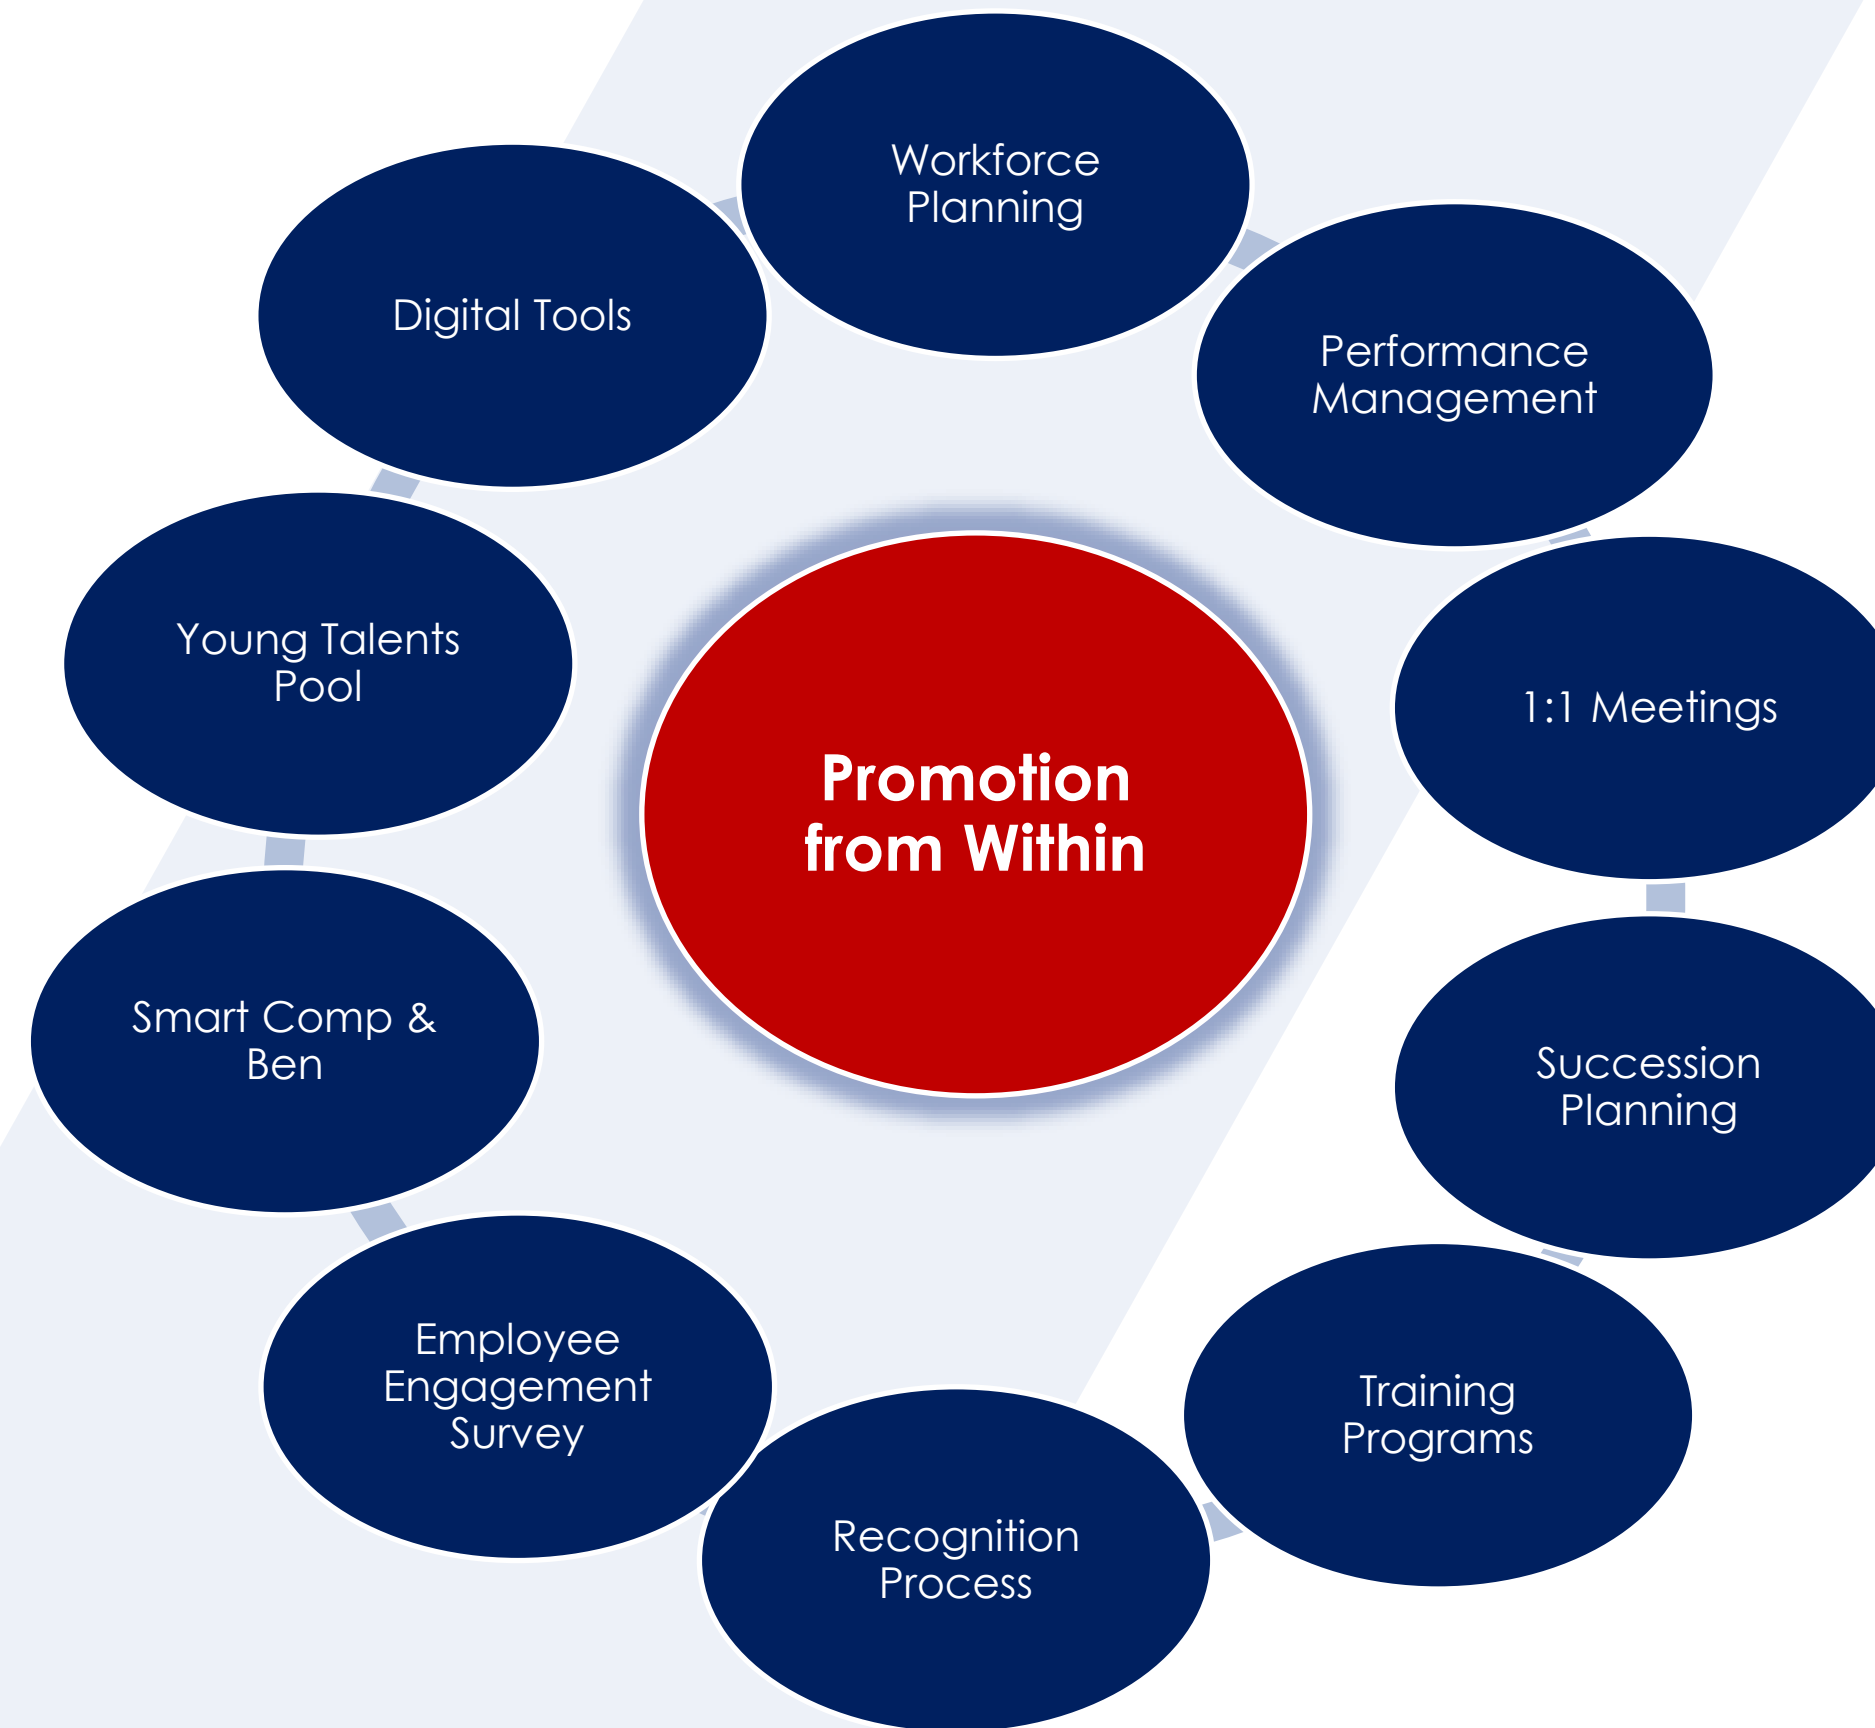 Workforce
Planning
Performance
Management
1:1 Meetings
Succession
Planning
Training
Programs
Recognition
Process
Employee
Engagement
Survey
Smart Comp &
Ben
Young Talents
Pool
Digital Tools
Promotion
from Within